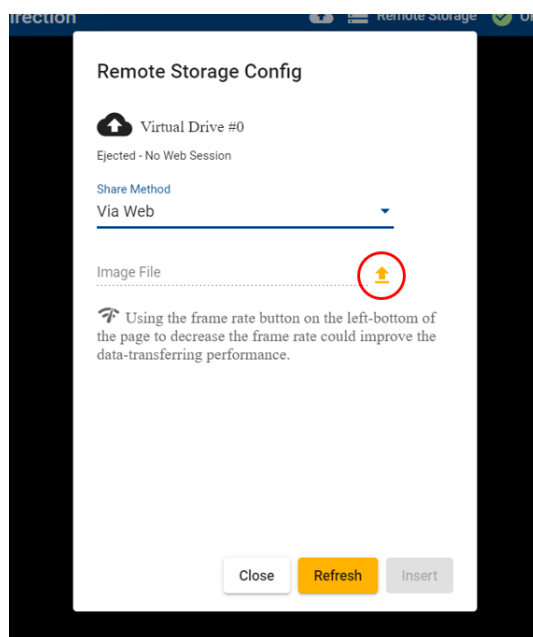 Remote Storage
Remote Storage Config
Virtual Drive #0
Ejected - No Web Session
Share Method
Via Web
Image File
Using the frame rate button on the left-bottom of
the page to decrease the frame rate could improve the
data-transferring performance.
Close Refresh Insert